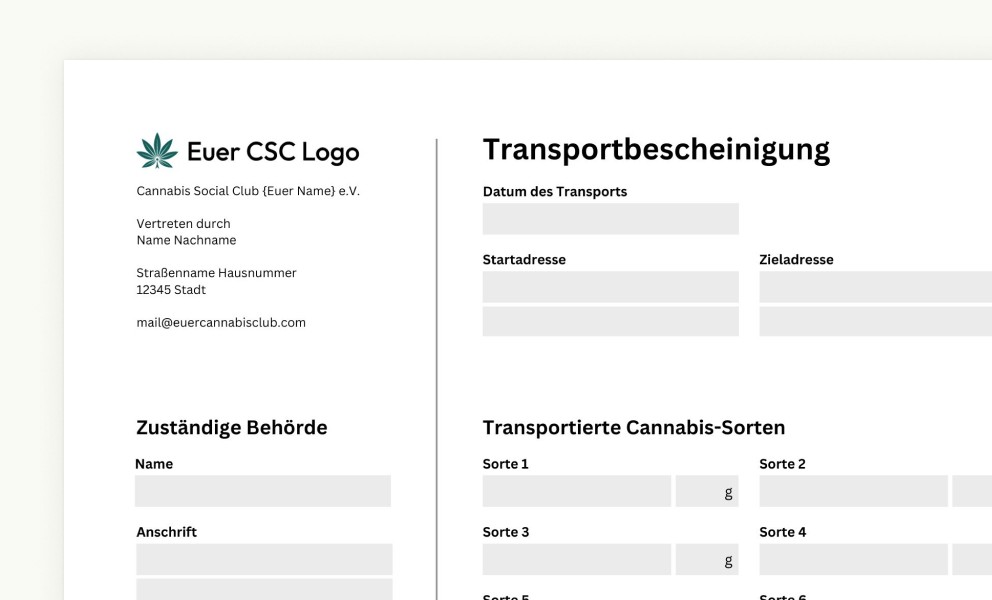 Euer CSC Logo
Cannabis Social Club {Euer Name} e.V.
Vertreten durch
Name Nachname
Straßenname Hausnummer
12345 Stadt
mail@euercannabisclub.com
Transportbescheinigung
Datum des Transports
Startadresse
Zieladresse
Zuständige Behörde
Name
Anschrift
Transportierte Cannabis-Sorten
Sorte 1
Sorte 2
g
Sorte 3
Sorte 4
g
Sorte 5
Sorte 6